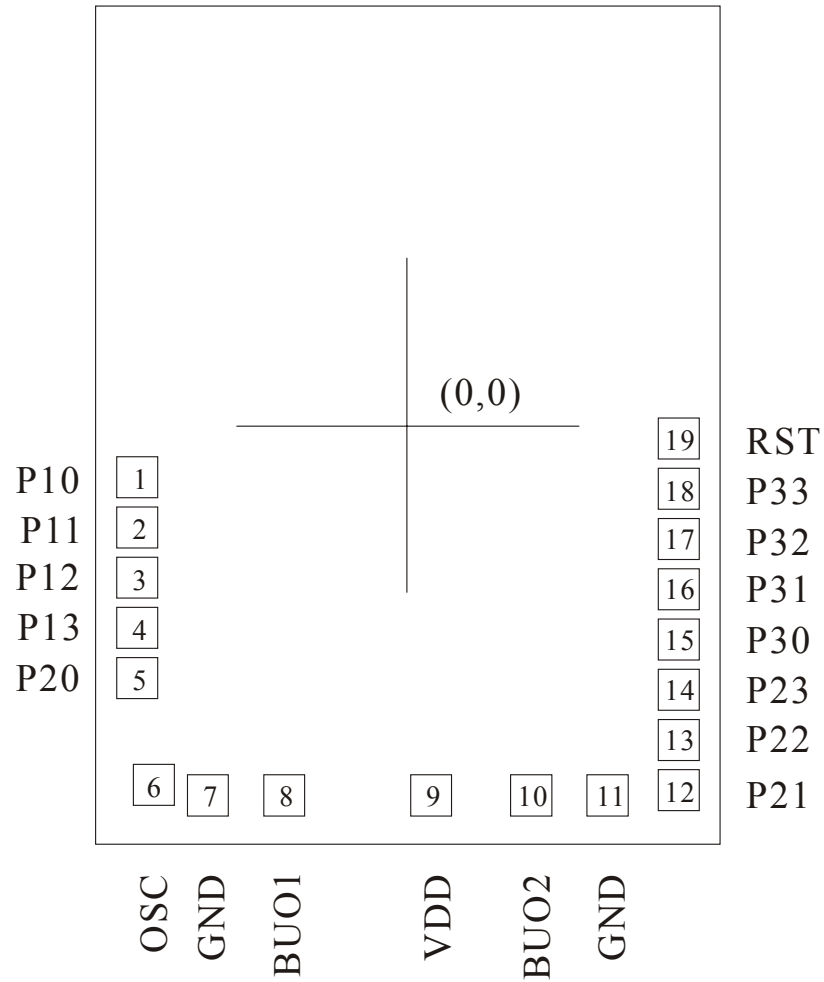 (0,0)
19 RST
P10 1
18 P33
P11 2
17 P32
P12 3
16 P31
P13 4
15 P30
P20 5
14 P23
13 P22
6 7 8 9 10 11 12 P21
OSC
GND
BUO1
VDD
BUO2
GND